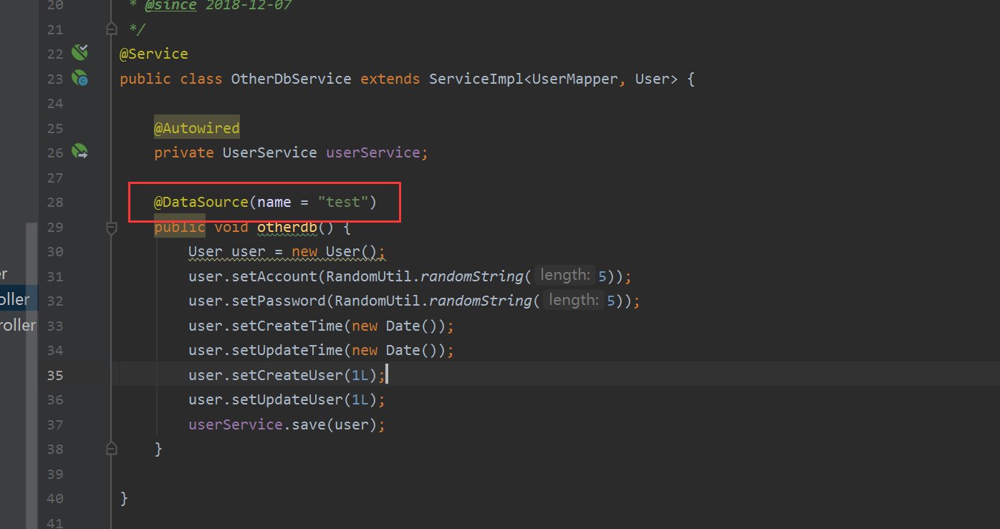 20 * @since 2018-12-07
21 */
22 @Service
23 public class OtherDbService extends ServiceImpl<UserMapper, User> {
24
25 @Autowired
26 private UserService userService;
27
28 @DataSource(name = "test")
29 public void otherdb() {
30 User user = new User();
er
31 user.setAccount(RandomUtil.randomString( length: 5));
oller
32 user.setPassword(RandomUtil.randomString( length: 5));
roller
33 user.setCreateTime(new Date());
34 user.setUpdateTime(new Date());
35 user.setCreateUser(1L);
36 user.setUpdateUser(1L);
37 userService.save(user);
38 }
39
40 }
41